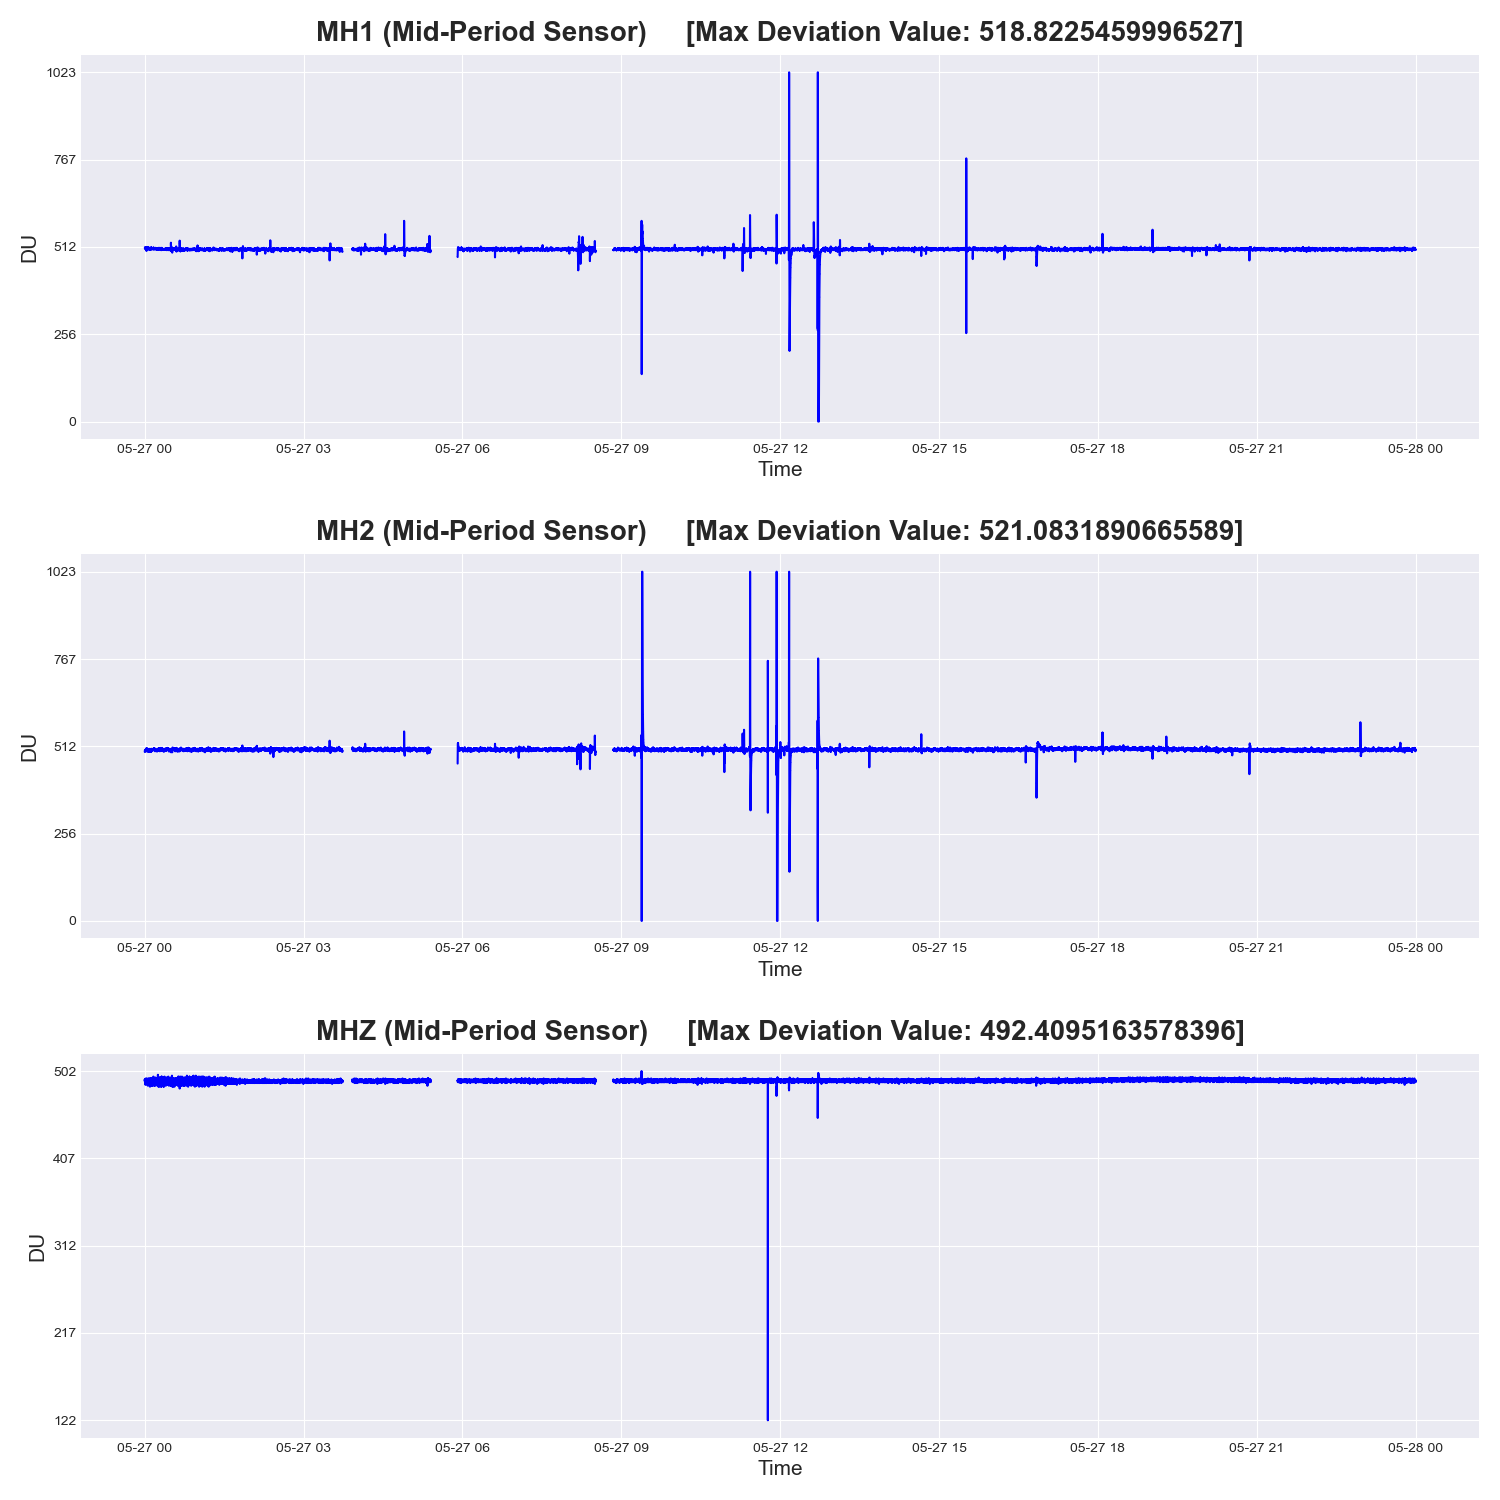 MH1 (Mid-Period Sensor) [Max Deviation Value: 518.8225459996527]
DU
1023
767
512
256
0
05-27 00 05-27 03 05-27 06 05-27 09 05-27 12 05-27 15 05-27 18 05-27 21 05-28 00
Time
MH2 (Mid-Period Sensor) [Max Deviation Value: 521.0831890665589]
DU
1023
767
512
256
0
05-27 00 05-27 03 05-27 06 05-27 09 05-27 12 05-27 15 05-27 18 05-27 21 05-28 00
Time
MHZ (Mid-Period Sensor) [Max Deviation Value: 492.4095163578396]
DU
502
407
312
217
122
05-27 00 05-27 03 05-27 06 05-27 09 05-27 12 05-27 15 05-27 18 05-27 21 05-28 00
Time